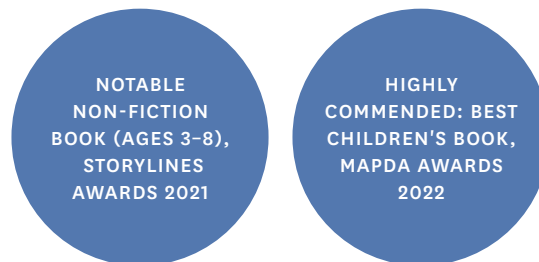 NOTABLE
NON-FICTION
BOOK (AGES 3–8),
STORYLINES
AWARDS 2021
HIGHLY
COMMENDED: BEST
CHILDREN'S BOOK,
MAPDA AWARDS
2022